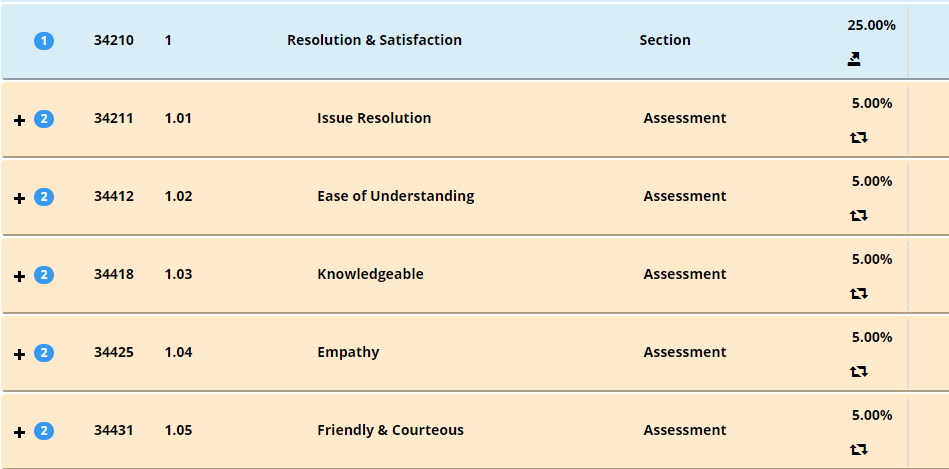 1 34210 1 Resolution & Satisfaction Section 25.00%
2 34211 1.01 Issue Resolution Assessment 5.00%
2 34412 1.02 Ease of Understanding Assessment 5.00%
2 34418 1.03 Knowledgeable Assessment 5.00%
2 34425 1.04 Empathy Assessment 5.00%
2 34431 1.05 Friendly & Courteous Assessment 5.00%